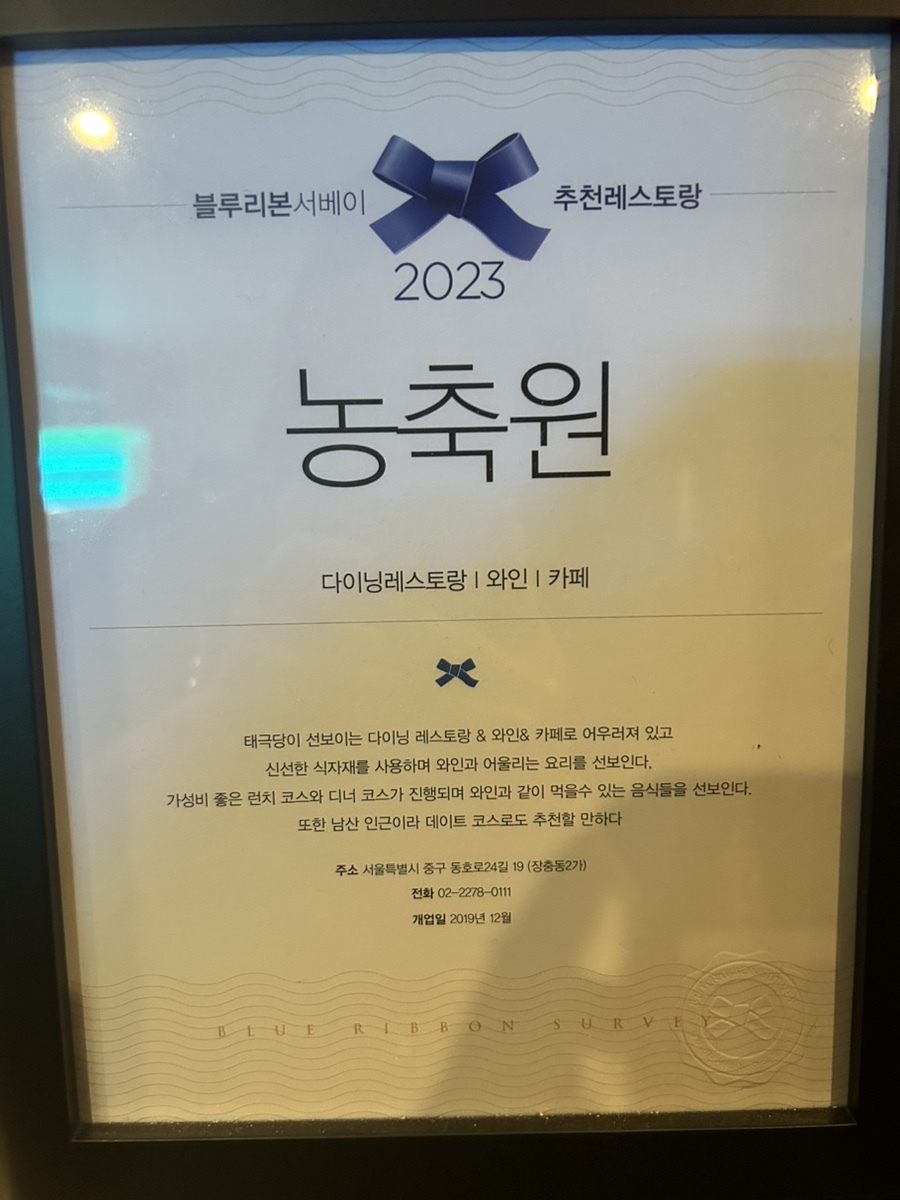 블루리본서베이 추천레스토랑
2023
농축원
다이닝레스토랑 | 와인 | 카페
태극당이 선보이는 다이닝 레스토랑 & 와인& 카페로 어우러져 있고
신선한 식자재를 사용하며 와인과 어울리는 요리를 선보인다.
가성비 좋은 런치 코스와 디너 코스가 진행되며 와인과 같이 먹을수 있는 음식들을 선보인다.
또한 남산 인근이라 데이트 코스로도 추천할 만하다
주소 서울특별시 중구 동호로24길 19 (장충동2가)
전화 02-2278-0111
개업일 2019년 12월
BLUE RIBBON SURVEY